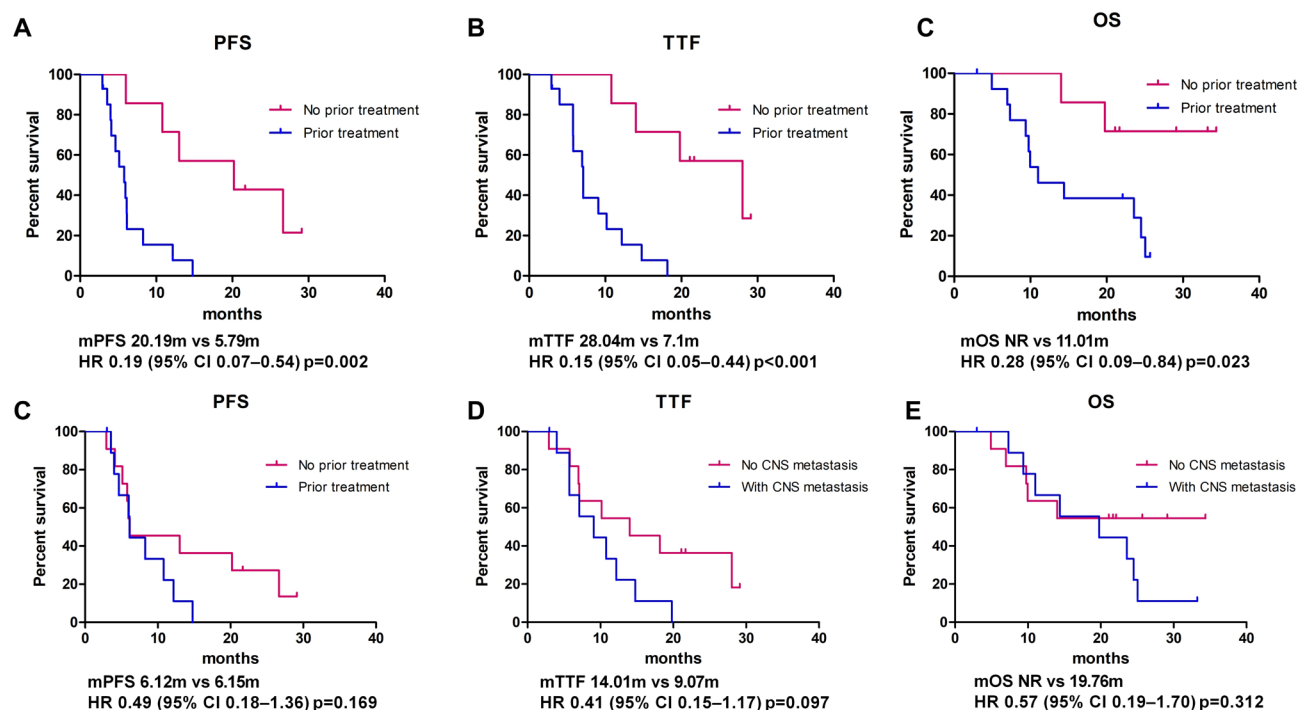 A
PFS
Percent survival
100
80
60
40
20
0
0 10 20 30 40
months
No prior treatment
Prior treatment
mPFS 20.19m vs 5.79m
HR 0.19 (95% CI 0.07–0.54) p=0.002
B
TTF
Percent survival
100
80
60
40
20
0
0 10 20 30 40
months
No prior treatment
Prior treatment
mTTF 28.04m vs 7.1m
HR 0.15 (95% CI 0.05–0.44) p<0.001
C
OS
Percent survival
100
80
60
40
20
0
0 10 20 30 40
months
No prior treatment
Prior treatment
mOS NR vs 11.01m
HR 0.28 (95% CI 0.09–0.84) p=0.023
C
PFS
Percent survival
100
80
60
40
20
0
0 10 20 30 40
months
No prior treatment
Prior treatment
mPFS 6.12m vs 6.15m
HR 0.49 (95% CI 0.18–1.36) p=0.169
D
TTF
Percent survival
100
80
60
40
20
0
0 10 20 30 40
months
No CNS metastasis
With CNS metastasis
mTTF 14.01m vs 9.07m
HR 0.41 (95% CI 0.15–1.17) p=0.097
E
OS
Percent survival
100
80
60
40
20
0
0 10 20 30 40
months
No CNS metastasis
With CNS metastasis
mOS NR vs 19.76m
HR 0.57 (95% CI 0.19–1.70) p=0.312